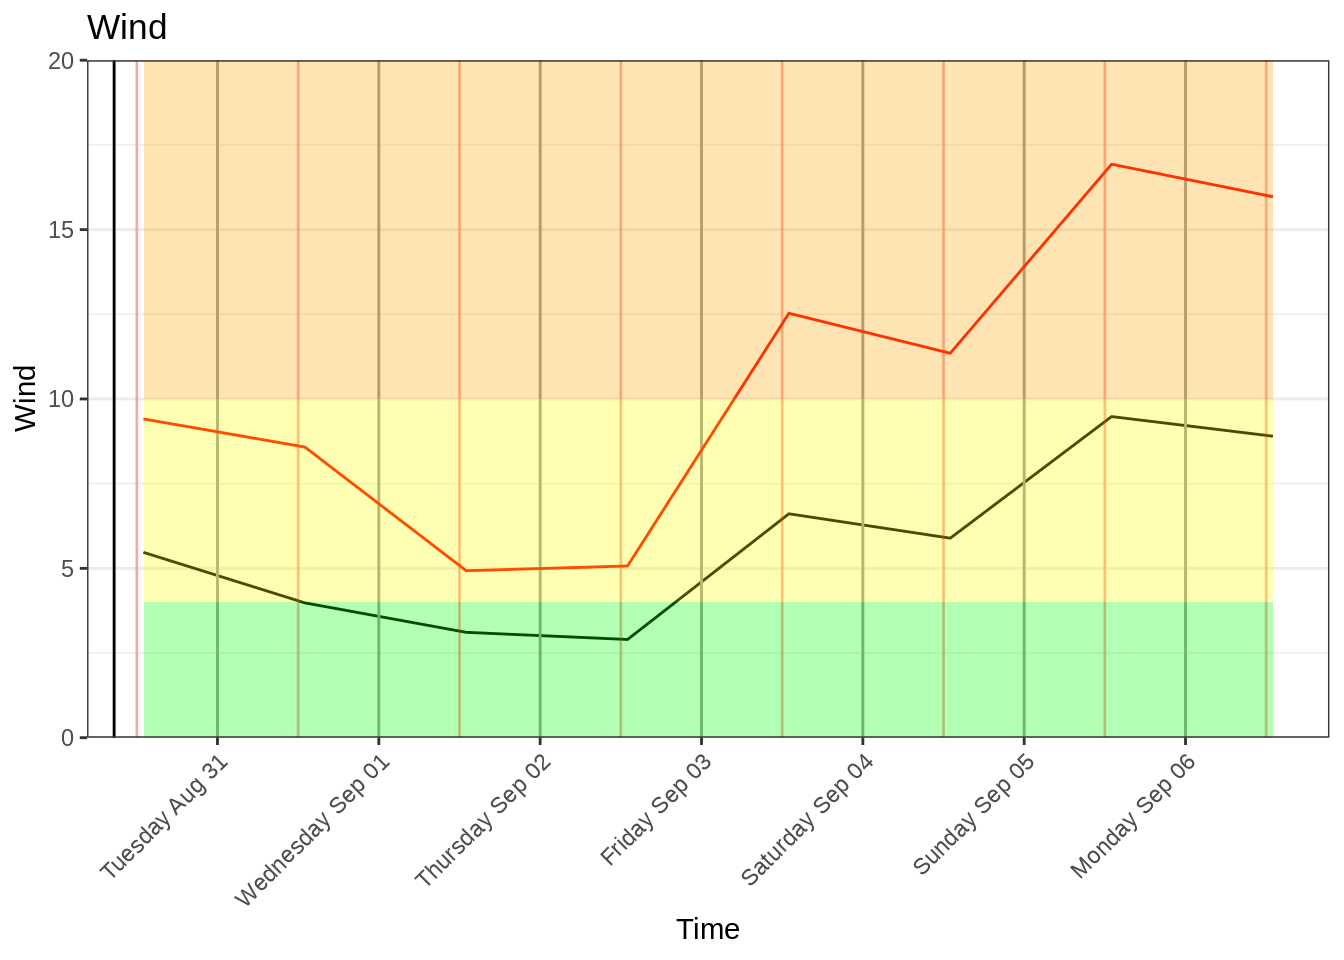 Wind
20
15
10
5
0
Wind
Tuesday Aug 31
Wednesday Sep 01
Thursday Sep 02
Friday Sep 03
Saturday Sep 04
Sunday Sep 05
Monday Sep 06
Time